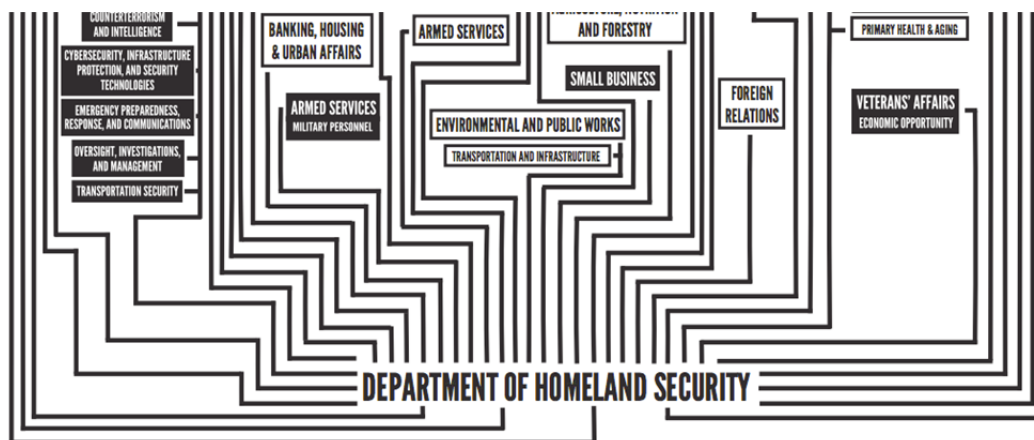 COUNTERTERRORISM
AND INTELLIGENCE
CYBERSECURITY, INFRASTRUCTURE
PROTECTION, AND SECURITY
TECHNOLOGIES
EMERGENCY PREPAREDNESS,
RESPONSE, AND COMMUNICATIONS
OVERSIGHT, INVESTIGATIONS,
AND MANAGEMENT
TRANSPORTATION SECURITY
BANKING, HOUSING
& URBAN AFFAIRS
ARMED SERVICES
MILITARY PERSONNEL
ARMED SERVICES
AND FORESTRY
SMALL BUSINESS
ENVIRONMENTAL AND PUBLIC WORKS
TRANSPORTATION AND INFRASTRUCTURE
FOREIGN
RELATIONS
PRIMARY HEALTH & AGING
VETERANS' AFFAIRS
ECONOMIC OPPORTUNITY
DEPARTMENT OF HOMELAND SECURITY